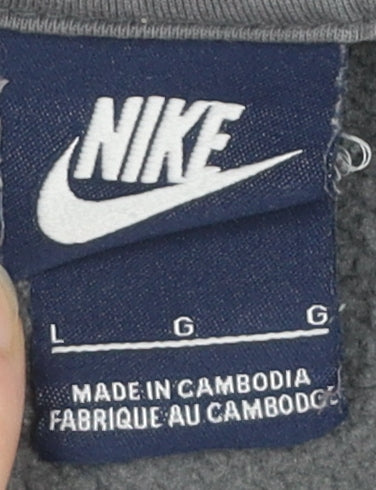 NIKE
L G G
MADE IN CAMBODIA
FABRIQUE AU CAMBODGE